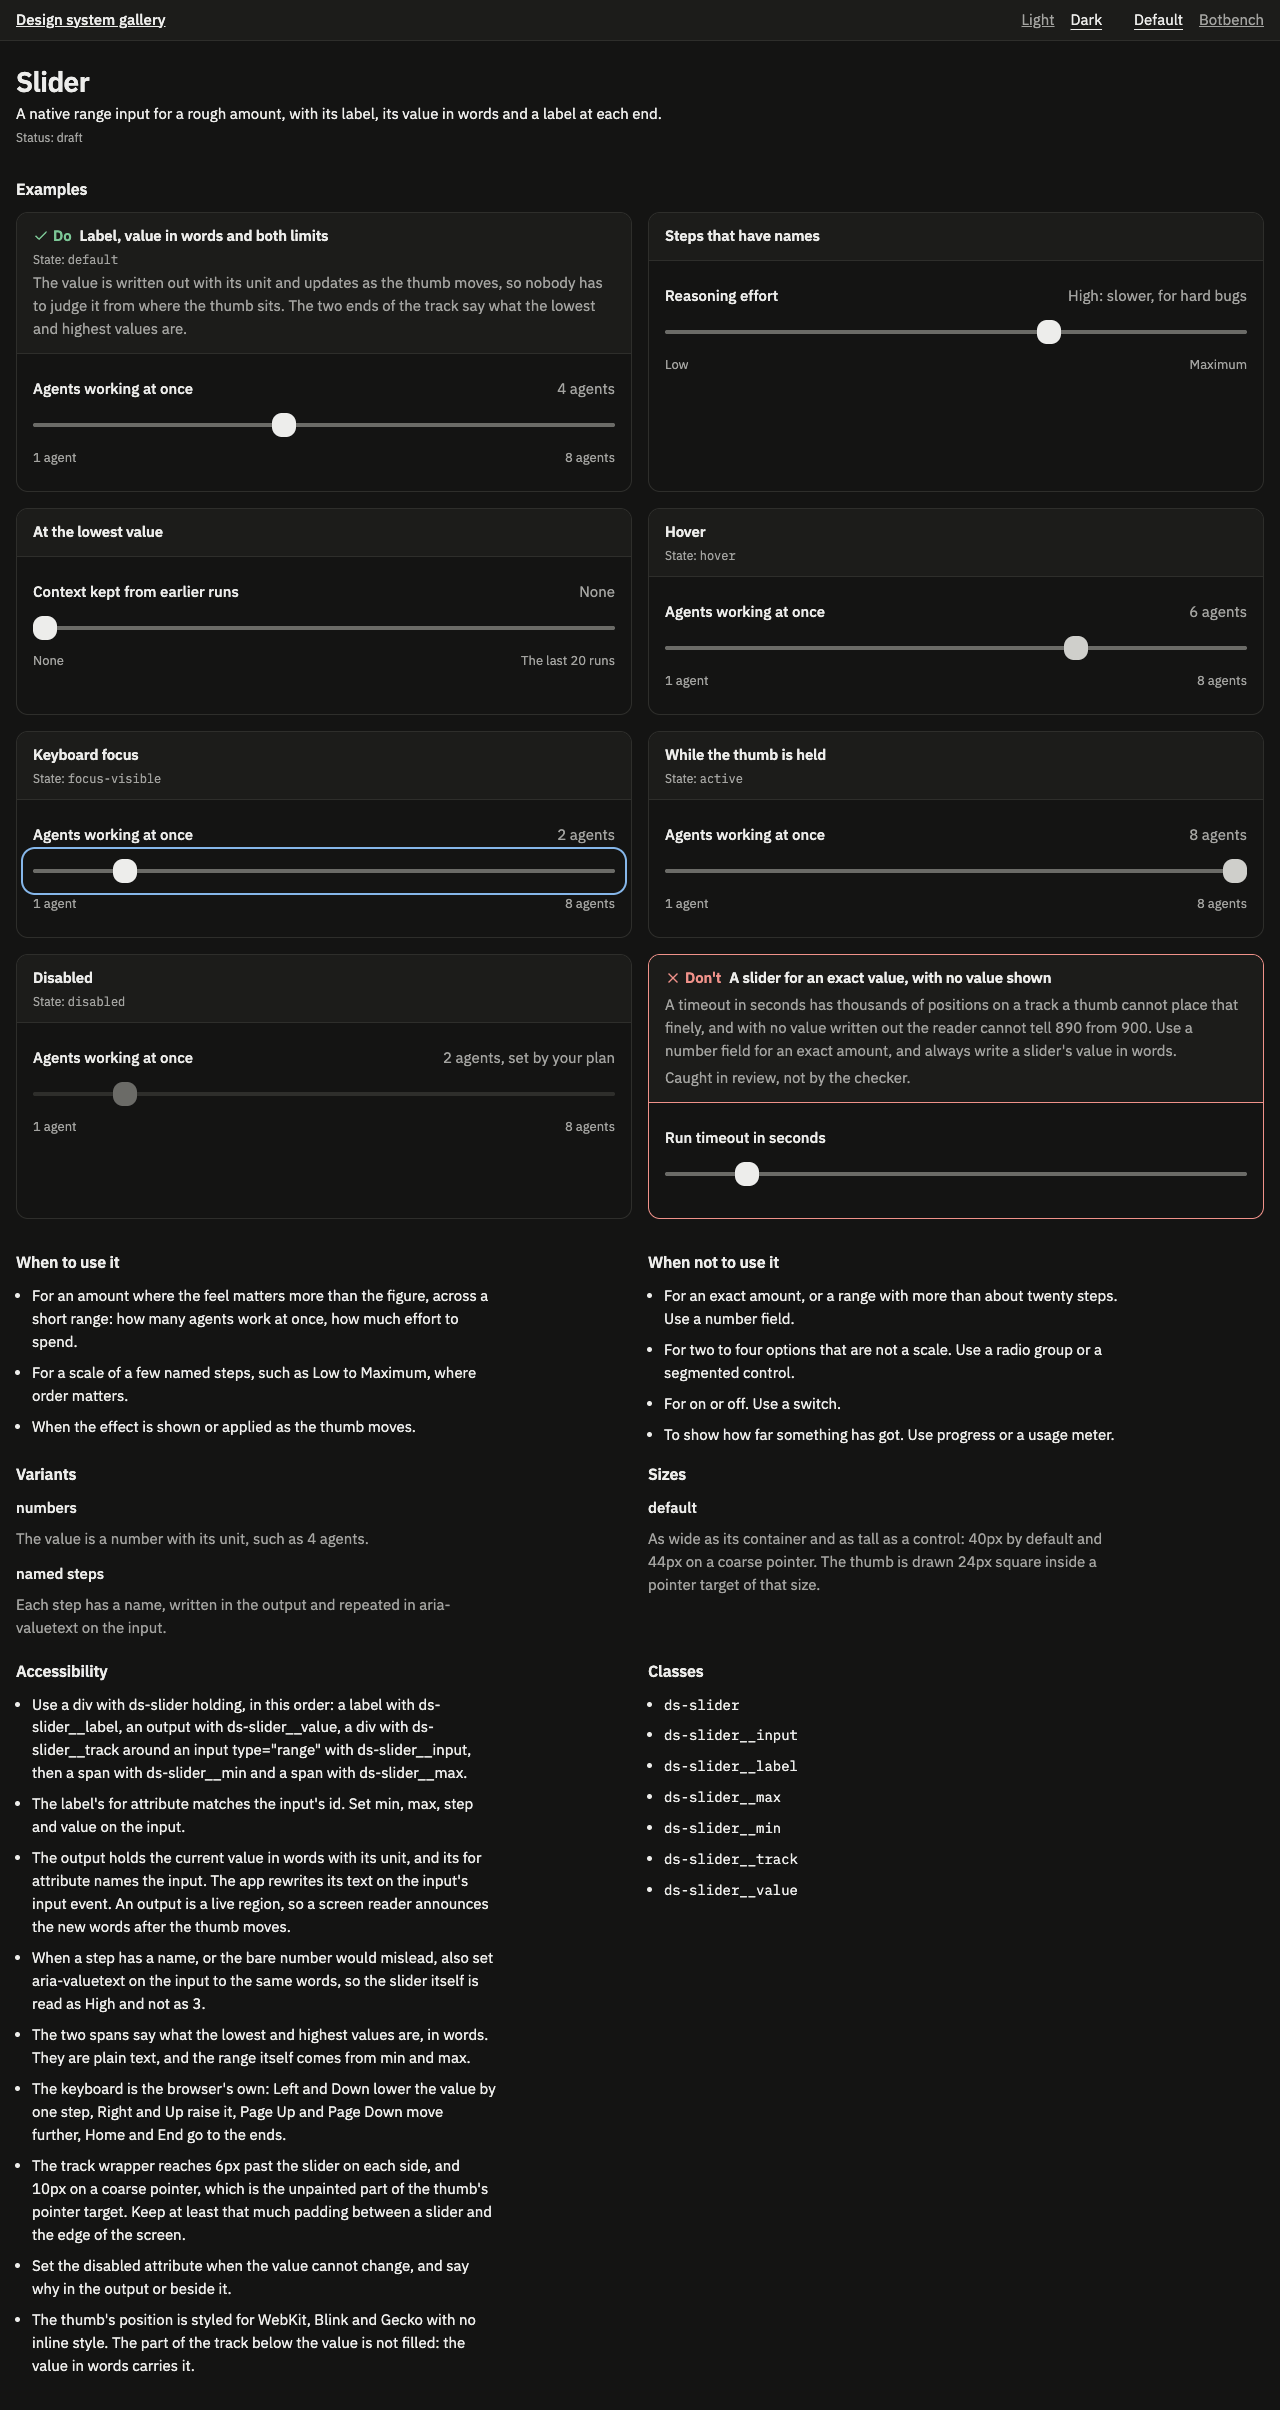 Design system gallery
Light Dark Default Botbench
Slider
A native range input for a rough amount, with its label, its value in words and a label at each end.
Status: draft
Examples
Do Label, value in words and both limits
State: default
The value is written out with its unit and updates as the thumb moves, so nobody has
to judge it from where the thumb sits. The two ends of the track say what the lowest
and highest values are.
Agents working at once 4 agents
1 agent 8 agents
Steps that have names
Reasoning effort High: slower, for hard bugs
Low Maximum
At the lowest value
Context kept from earlier runs None
None The last 20 runs
Hover
State: hover
Agents working at once 6 agents
1 agent 8 agents
Keyboard focus
State: focus-visible
Agents working at once 2 agents
1 agent 8 agents
While the thumb is held
State: active
Agents working at once 8 agents
1 agent 8 agents
Disabled
State: disabled
Agents working at once 2 agents, set by your plan
1 agent 8 agents
Don't A slider for an exact value, with no value shown
A timeout in seconds has thousands of positions on a track a thumb cannot place that
finely, and with no value written out the reader cannot tell 890 from 900. Use a
number field for an exact amount, and always write a slider's value in words.
Caught in review, not by the checker.
Run timeout in seconds
When to use it
For an amount where the feel matters more than the figure, across a
short range: how many agents work at once, how much effort to
spend.
For a scale of a few named steps, such as Low to Maximum, where
order matters.
When the effect is shown or applied as the thumb moves.
When not to use it
For an exact amount, or a range with more than about twenty steps.
Use a number field.
For two to four options that are not a scale. Use a radio group or a
segmented control.
For on or off. Use a switch.
To show how far something has got. Use progress or a usage meter.
Variants
numbers
The value is a number with its unit, such as 4 agents.
named steps
Each step has a name, written in the output and repeated in aria-
valuetext on the input.
Sizes
default
As wide as its container and as tall as a control: 40px by default and
44px on a coarse pointer. The thumb is drawn 24px square inside a
pointer target of that size.
Accessibility
Use a div with ds-slider holding, in this order: a label with ds-
slider__label, an output with ds-slider__value, a div with ds-
slider__track around an input type="range" with ds-slider__input,
then a span with ds-slider__min and a span with ds-slider__max.
The label's for attribute matches the input's id. Set min, max, step
and value on the input.
The output holds the current value in words with its unit, and its for
attribute names the input. The app rewrites its text on the input's
input event. An output is a live region, so a screen reader announces
the new words after the thumb moves.
When a step has a name, or the bare number would mislead, also set
aria-valuetext on the input to the same words, so the slider itself is
read as High and not as 3.
The two spans say what the lowest and highest values are, in words.
They are plain text, and the range itself comes from min and max.
The keyboard is the browser's own: Left and Down lower the value by
one step, Right and Up raise it, Page Up and Page Down move
further, Home and End go to the ends.
The track wrapper reaches 6px past the slider on each side, and
10px on a coarse pointer, which is the unpainted part of the thumb's
pointer target. Keep at least that much padding between a slider and
the edge of the screen.
Set the disabled attribute when the value cannot change, and say
why in the output or beside it.
The thumb's position is styled for WebKit, Blink and Gecko with no
inline style. The part of the track below the value is not filled: the
value in words carries it.
Classes
ds-slider
ds-slider__input
ds-slider__label
ds-slider__max
ds-slider__min
ds-slider__track
ds-slider__value